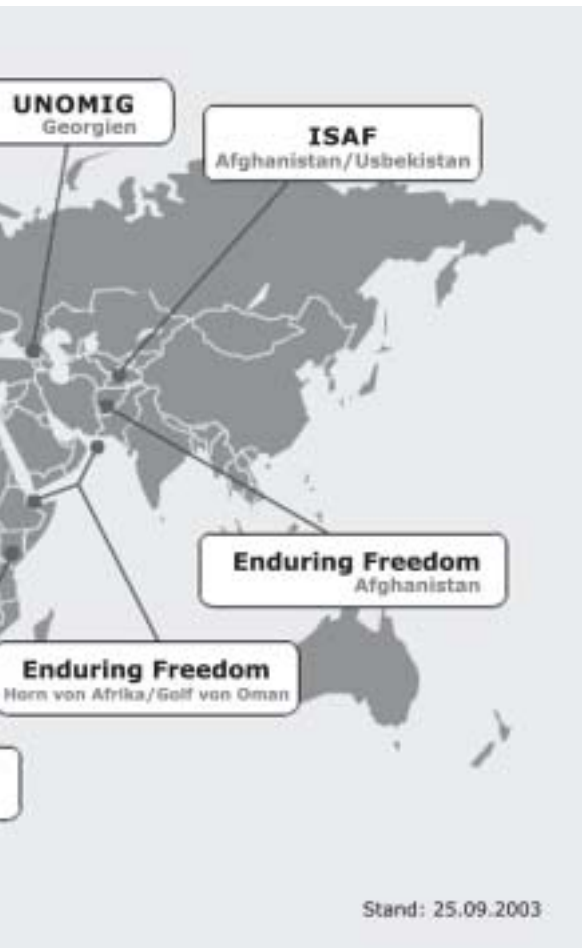 UNOMIG
Georgien
ISAF
Afghanistan/Usbekistan
Enduring Freedom
Afghanistan
Enduring Freedom
Horn von Afrika/Golf von Oman
Stand: 25.09.2003